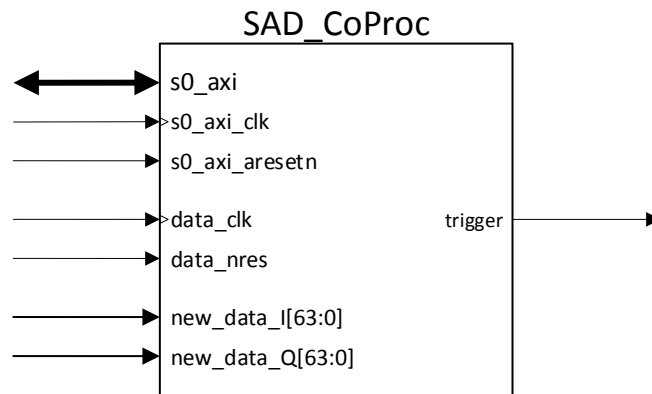 SAD_CoProc
s0_axi
s0_axi_clk
s0_axi_aresetn
data_clk
trigger
data_nres
new_data_I[63:0]
new_data_Q[63:0]